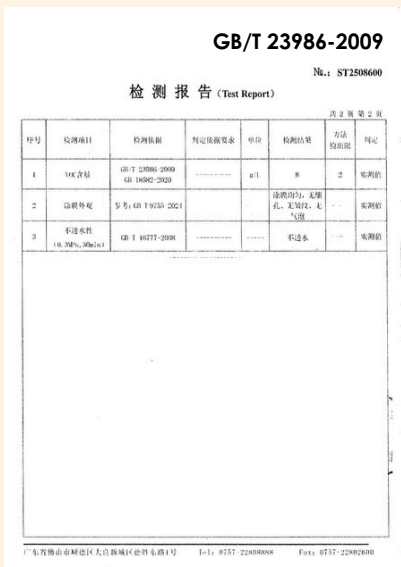 GB/T 23986-2009
№.: ST2508600
检 测 报 告 (Test Report)
共 2 页 第 2 页
序号 检测项目 检测依据 判定依据要求 单位 检测结果 方法检出限 判定
1 VOC含量 GB/T 23986-2009 GB 18582-2020 ---------- g/L 8 2 实测值
2 涂膜外观 参考: GB/T 9755-2021 涂膜均匀, 无缩孔、无皱纹、无气泡 -- 实测值
3 不透水性 (0.3MPa,30min) GB/T 16777-2008 ---------- ----- 不透水 -- 实测值
广东省佛山市顺德区大良新城区德胜东路1号 Tel: 0757-22808888 Fax: 0757-22802600